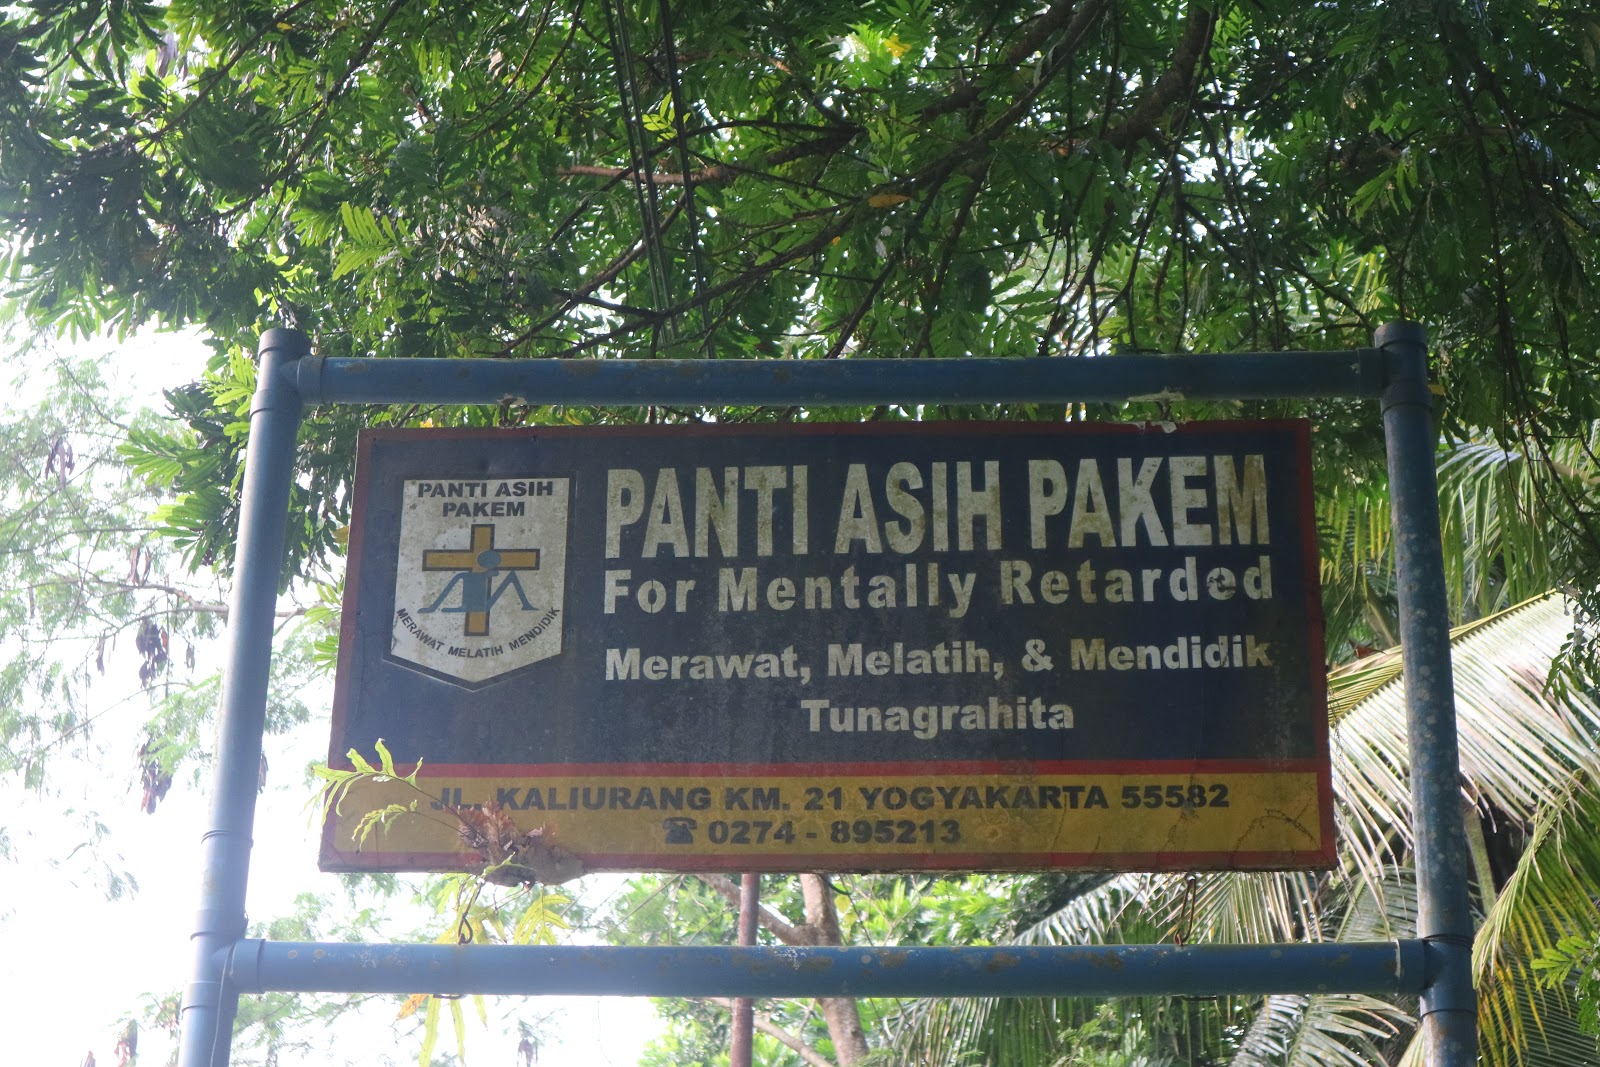 PANTI ASIH
PAKEM
MERAWAT MELATIH MENDIDIK
PANTI ASIH PAKEM
For Mentally Retarded
Merawat, Melatih, & Mendidik
Tunagrahita
JL. KALIURANG KM. 21 YOGYAKARTA 55582
☎ 0274 - 895213